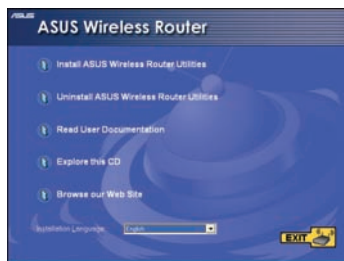 ASUS
ASUS Wireless Router
Install ASUS Wireless Router Utilities
Uninstall ASUS Wireless Router Utilities
Read User Documentation
Explore this CD
Browse our Web Site
Installation Language:
English
EXIT